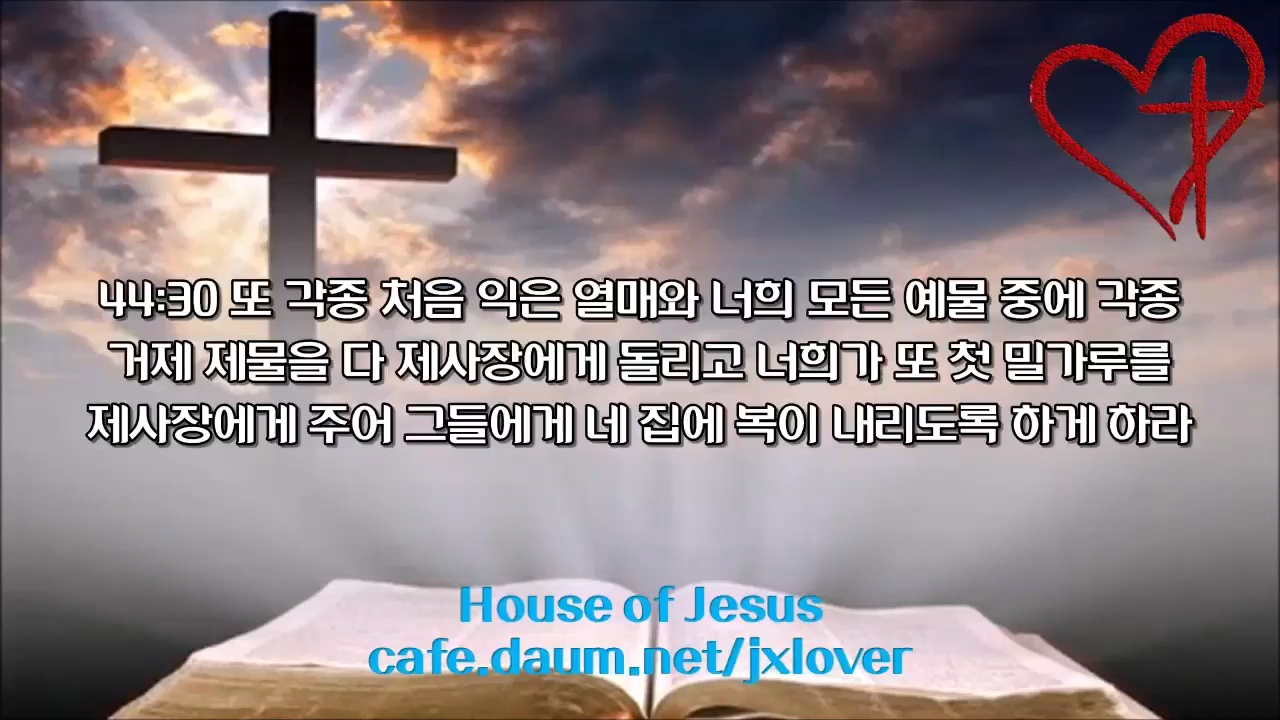 44:30 또 각종 처음 익은 열매와 너희 모든 예물 중에 각종
거제 제물을 다 제사장에게 돌리고 너희가 또 첫 밀가루를
제사장에게 주어 그들에게 네 집에 복이 내리도록 하게 하라
House of Jesus
cafe.daum.net/jxlover